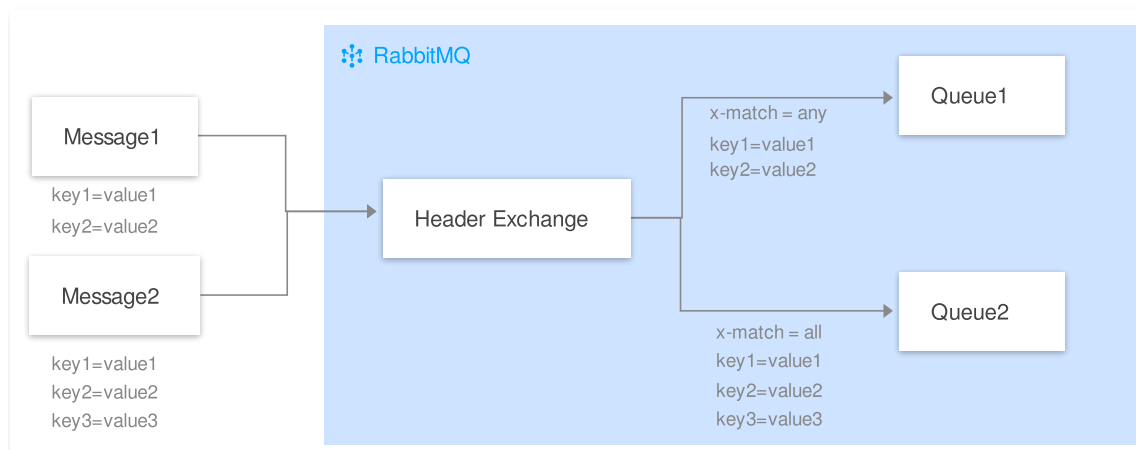 RabbitMQ
Message1
key1=value1
key2=value2
Message2
key1=value1
key2=value2
key3=value3
Header Exchange
x-match = any
key1=value1
key2=value2
Queue1
x-match = all
key1=value1
key2=value2
key3=value3
Queue2